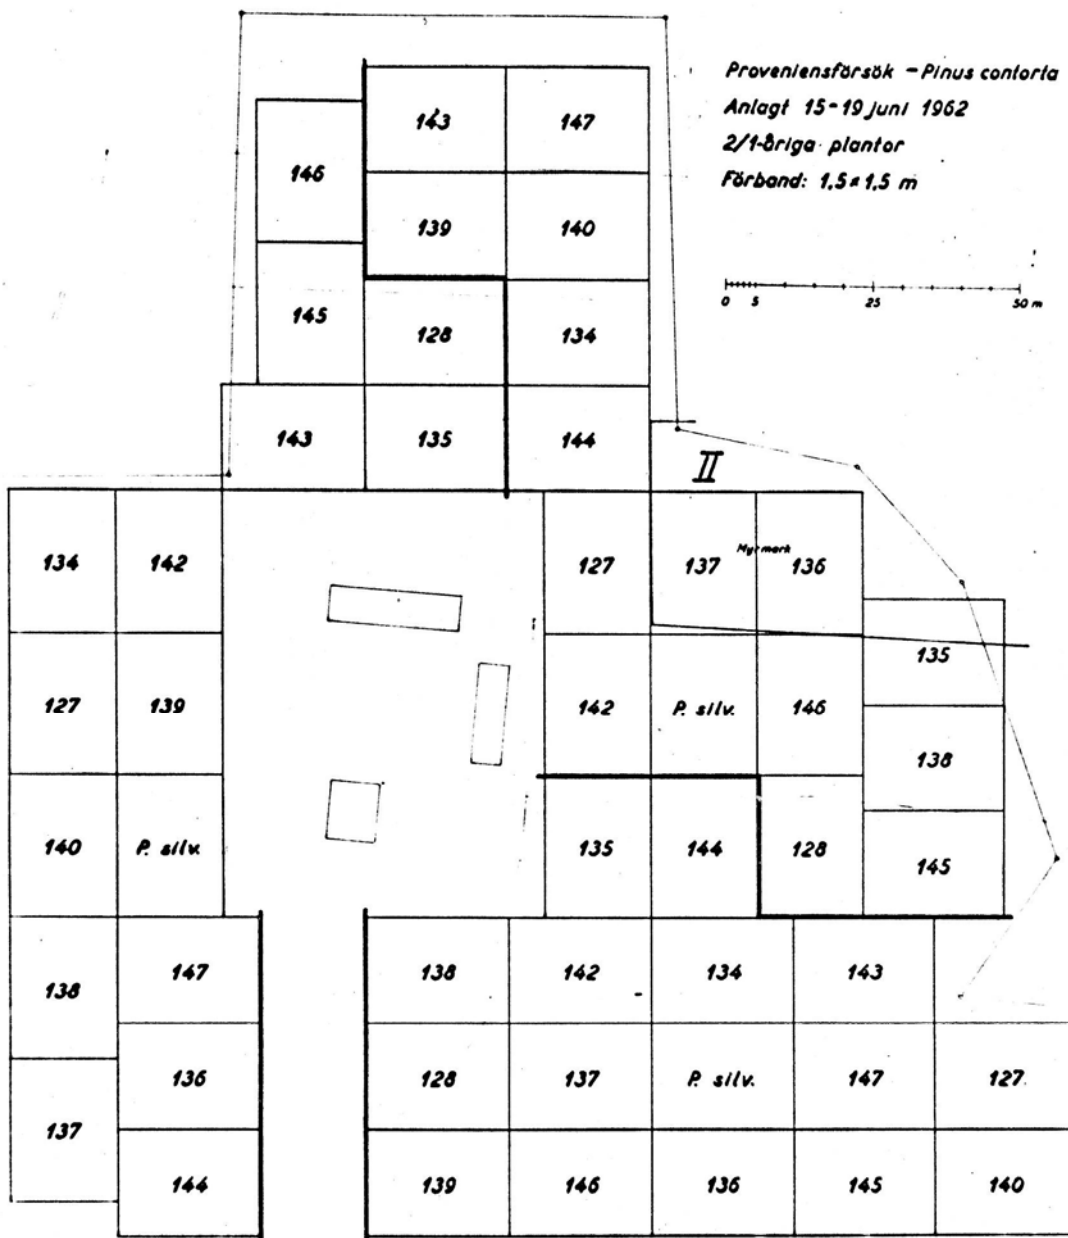 Proveniensförsök - Pinus contorta
Anlagt 15-19 juni 1962
2/1-åriga plantor
Förband: 1,5 x 1,5 m
0 5 25 50 m
143 147
146
139 140
145 128 134
143 135 144
II
134 142 127 137 Myrmark 136
135
127 139 142 P. silv. 146
138
140 P. silv. 135 144 128
145
138 147 138 142 134 143
136 128 137 P. silv. 147 127
137
144 139 146 136 145 140